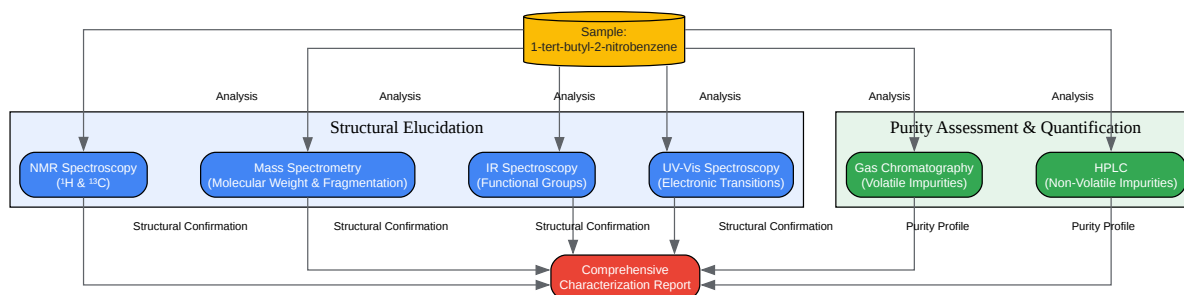 Sample:
1-tert-butyl-2-nitrobenzene
Analysis
Analysis
Analysis
Analysis
Analysis
Analysis
Structural Elucidation
Purity Assessment & Quantification
NMR Spectroscopy
(¹H & ¹³C)
Mass Spectrometry
(Molecular Weight & Fragmentation)
IR Spectroscopy
(Functional Groups)
UV-Vis Spectroscopy
(Electronic Transitions)
Gas Chromatography
(Volatile Impurities)
HPLC
(Non-Volatile Impurities)
Structural Confirmation
Structural Confirmation
Structural Confirmation
Structural Confirmation
Purity Profile
Purity Profile
Comprehensive
Characterization Report